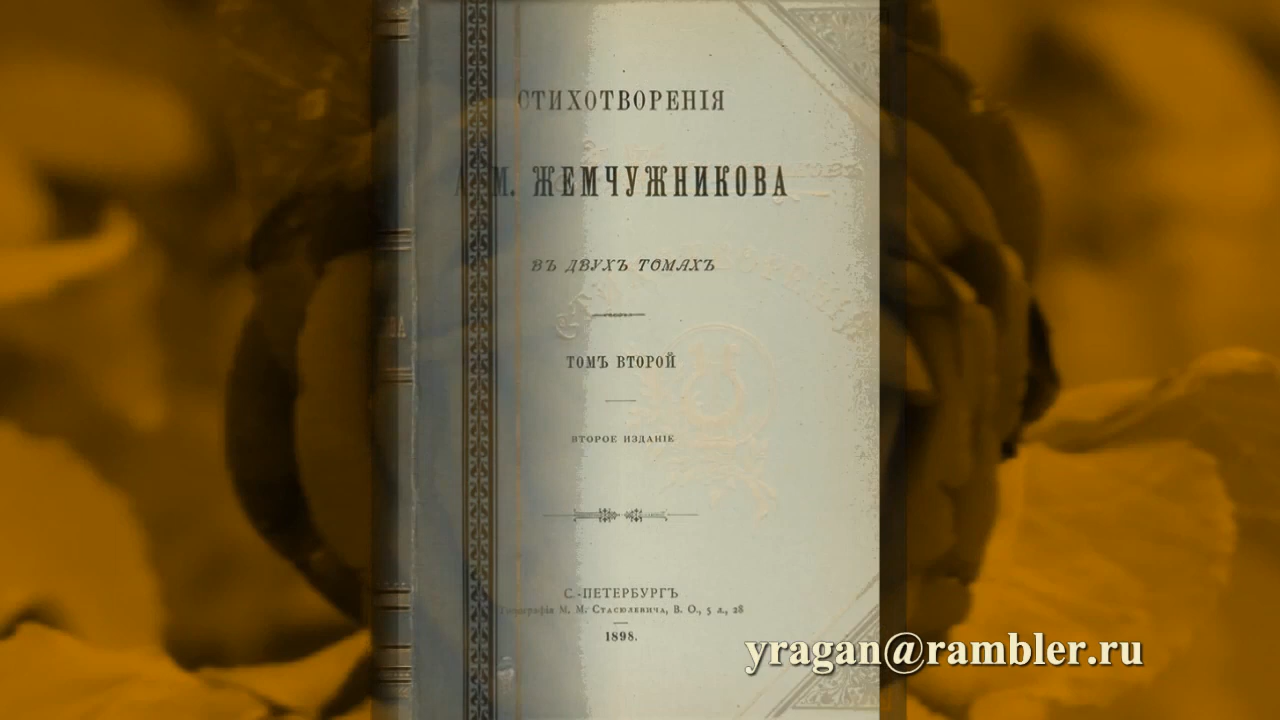 СТИХОТВОРЕНІЯ
А. М. ЖЕМЧУЖНИКОВА
ВЪ ДВУХЪ ТОМАХЪ
ТОМЪ ВТОРОЙ
ВТОРОЕ ИЗДАНІЕ
С.-ПЕТЕРБУРГЪ
Типографія М. М. Стасюлевича, В. О., 5 л., 28
1898.
yragan@rambler.ru